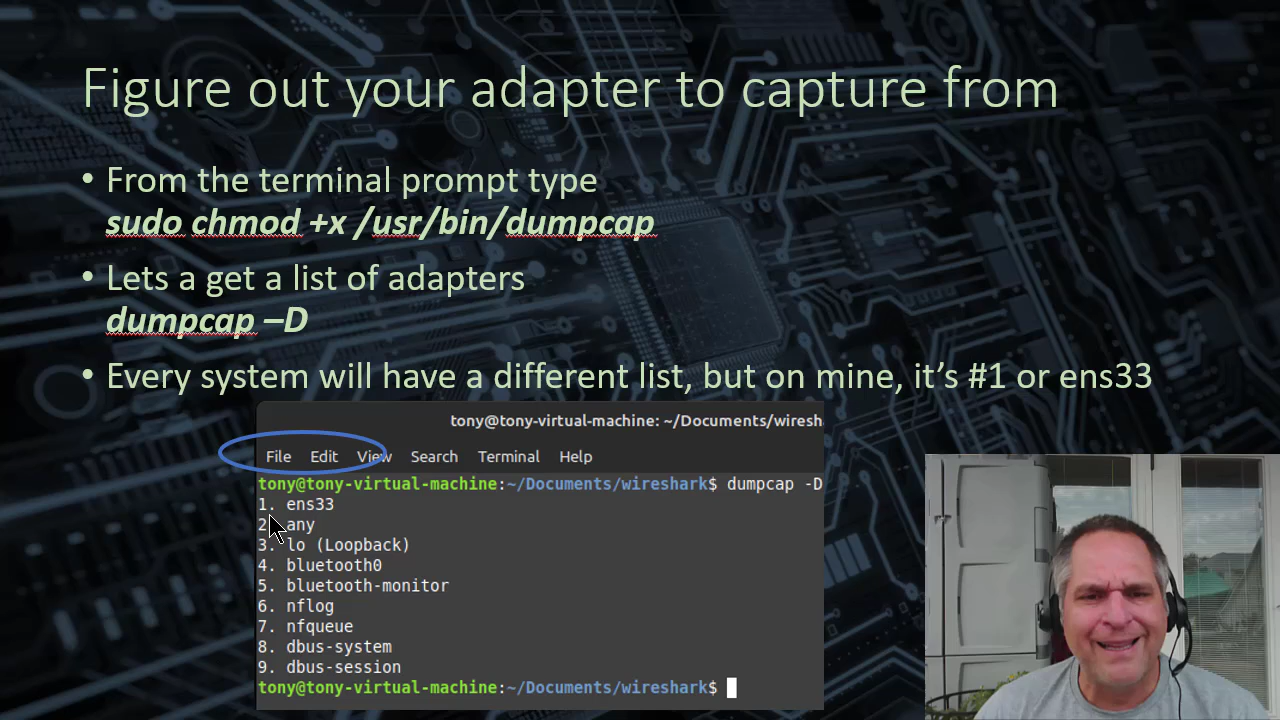 Figure out your adapter to capture from
• From the terminal prompt type
sudo chmod +x /usr/bin/dumpcap
• Lets a get a list of adapters
dumpcap –D
• Every system will have a different list, but on mine, it’s #1 or ens33
tony@tony-virtual-machine: ~/Documents/wiresh
File Edit View Search Terminal Help
tony@tony-virtual-machine:~/Documents/wireshark$ dumpcap -D
1. ens33
2. any
3. lo (Loopback)
4. bluetooth0
5. bluetooth-monitor
6. nflog
7. nfqueue
8. dbus-system
9. dbus-session
tony@tony-virtual-machine:~/Documents/wireshark$